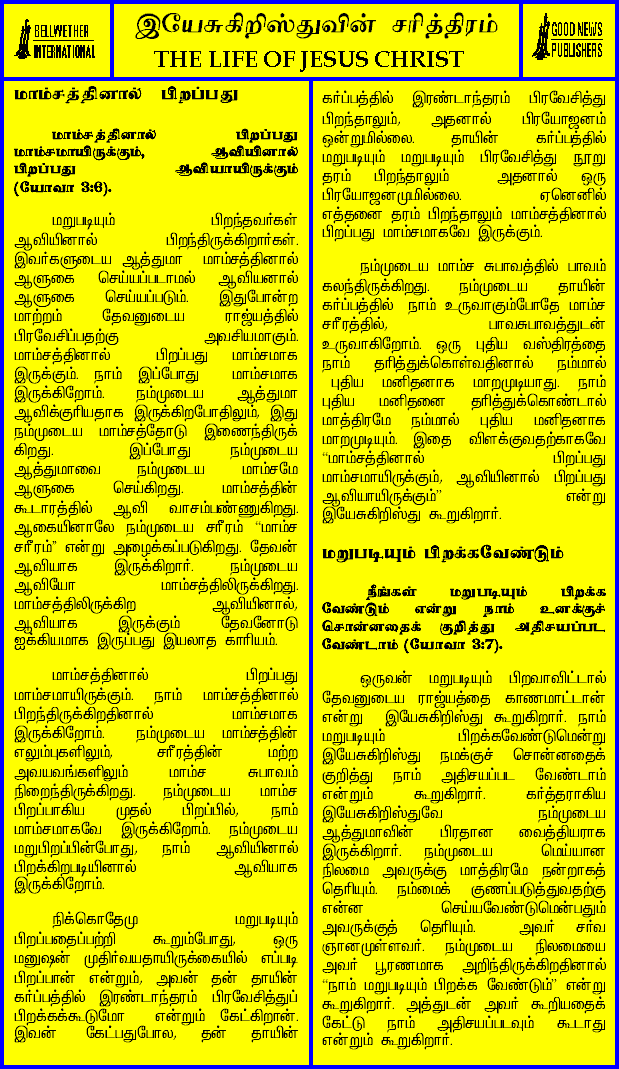 BELLWETHER
INTERNATIONAL
இயேசுகிறிஸ்துவின் சரித்திரம்
THE LIFE OF JESUS CHRIST
GOOD NEWS
PUBLISHERS
மாம்சத்தினால் பிறப்பது
மாம்சத்தினால் பிறப்பது
மாம்சமாயிருக்கும், ஆவியினால்
பிறப்பது ஆவியாயிருக்கும்
(யோவா 3:6).
மறுபடியும் பிறந்தவர்கள்
ஆவியினால் பிறந்திருக்கிறார்கள்.
இவர்களுடைய ஆத்துமா மாம்சத்தினால்
ஆளுகை செய்யப்படாமல் ஆவியனால்
ஆளுகை செய்யப்படும். இதுபோன்ற
மாற்றம் தேவனுடைய ராஜ்யத்தில்
பிரவேசிப்பதற்கு அவசியமாகும்.
மாம்சத்தினால் பிறப்பது மாம்சமாக
இருக்கும். நாம் இப்போது மாம்சமாக
இருக்கிறோம். நம்முடைய ஆத்துமா
ஆவிக்குரியதாக இருக்கிறபோதிலும், இது
நம்முடைய மாம்சத்தோடு இணைந்திருக்
கிறது. இப்போது நம்முடைய
ஆத்துமாவை நம்முடைய மாம்சமே
ஆளுகை செய்கிறது. மாம்சத்தின்
கூடாரத்தில் ஆவி வாசம்பண்ணுகிறது.
ஆகையினாலே நம்முடைய சரீரம் “மாம்ச
சரீரம்” என்று அழைக்கப்படுகிறது. தேவன்
ஆவியாக இருக்கிறார். நம்முடைய
ஆவியோ மாம்சத்திலிருக்கிறது.
மாம்சத்திலிருக்கிற ஆவியினால்,
ஆவியாக இருக்கும் தேவனோடு
ஐக்கியமாக இருப்பது இயலாத காரியம்.
மாம்சத்தினால் பிறப்பது
மாம்சமாயிருக்கும். நாம் மாம்சத்தினால்
பிறந்திருக்கிறதினால் மாம்சமாக
இருக்கிறோம். நம்முடைய மாம்சத்தின்
எலும்புகளிலும், சரீரத்தின் மற்ற
அவயவங்களிலும் மாம்ச சுபாவம்
நிறைந்திருக்கிறது. நம்முடைய மாம்ச
பிறப்பாகிய முதல் பிறப்பில், நாம்
மாம்சமாகவே இருக்கிறோம். நம்முடைய
மறுபிறப்பின்போது, நாம் ஆவியினால்
பிறக்கிறபடியினால் ஆவியாக
இருக்கிறோம்.
நிக்கொதேமு மறுபடியும்
பிறப்பதைப்பற்றி கூறும்போது, ஒரு
மனுஷன் முதிர்வயதாயிருக்கையில் எப்படி
பிறப்பான் என்றும், அவன் தன் தாயின்
கர்ப்பத்தில் இரண்டாந்தரம் பிரவேசித்துப்
பிறக்கக்கூடுமோ என்றும் கேட்கிறான்.
இவன் கேட்பதுபோல, தன் தாயின்
கர்ப்பத்தில் இரண்டாந்தரம் பிரவேசித்து
பிறந்தாலும், அதனால் பிரயோஜனம்
ஒன்றுமில்லை. தாயின் கர்ப்பத்தில்
மறுபடியும் மறுபடியும் பிரவேசித்து நூறு
தரம் பிறந்தாலும் அதனால் ஒரு
பிரயோஜனமுமில்லை. ஏனெனில்
எத்தனை தரம் பிறந்தாலும் மாம்சத்தினால்
பிறப்பது மாம்சமாகவே இருக்கும்.
நம்முடைய மாம்ச சுபாவத்தில் பாவம்
கலந்திருக்கிறது. நம்முடைய தாயின்
கர்ப்பத்தில் நாம் உருவாகும்போதே மாம்ச
சரீரத்தில், பாவசுபாவத்துடன்
உருவாகிறோம். ஒரு புதிய வஸ்திரத்தை
நாம் தரித்துக்கொள்வதினால் நம்மால்
புதிய மனிதனாக மாறமுடியாது. நாம்
புதிய மனிதனை தரித்துக்கொண்டால்
மாத்திரமே நம்மால் புதிய மனிதனாக
மாறமுடியும். இதை விளக்குவதற்காகவே
“மாம்சத்தினால் பிறப்பது
மாம்சமாயிருக்கும், ஆவியினால் பிறப்பது
ஆவியாயிருக்கும்” என்று
இயேசுகிறிஸ்து கூறுகிறார்.
மறுபடியும் பிறக்கவேண்டும்
நீங்கள் மறுபடியும் பிறக்க
வேண்டும் என்று நாம் உனக்குச்
சொன்னதைக் குறித்து அதிசயப்பட
வேண்டாம் (யோவா 3:7).
ஒருவன் மறுபடியும் பிறவாவிட்டால்
தேவனுடைய ராஜ்யத்தை காணமாட்டான்
என்று இயேசுகிறிஸ்து கூறுகிறார். நாம்
மறுபடியும் பிறக்கவேண்டுமென்று
இயேசுகிறிஸ்து நமக்குச் சொன்னதைக்
குறித்து நாம் அதிசயப்பட வேண்டாம்
என்றும் கூறுகிறார். கர்த்தராகிய
இயேசுகிறிஸ்துவே நம்முடைய
ஆத்துமாவின் பிரதான வைத்தியராக
இருக்கிறார். நம்முடைய மெய்யான
நிலமை அவருக்கு மாத்திரமே நன்றாகத்
தெரியும். நம்மைக் குணப்படுத்துவதற்கு
என்ன செய்யவேண்டுமென்பதும்
அவருக்குத் தெரியும். அவர் சர்வ
ஞானமுள்ளவர். நம்முடைய நிலமையை
அவர் பூரணமாக அறிந்திருக்கிறதினால்
“நாம் மறுபடியும் பிறக்க வேண்டும்” என்று
கூறுகிறார். அத்துடன் அவர் கூறியதைக்
கேட்டு நாம் அதிசயப்படவும் கூடாது
என்றும் கூறுகிறார்.